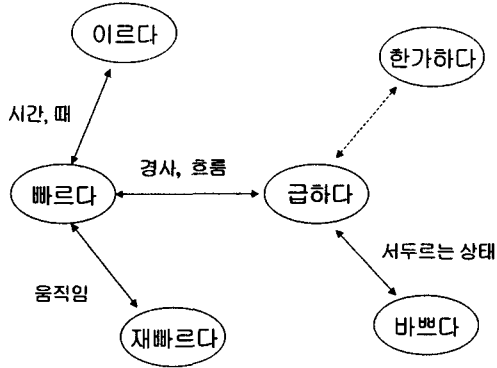 이르다
한가하다
시간, 때
경사, 흐름
빠르다
급하다
서두르는 상태
움직임
재빠르다
바쁘다